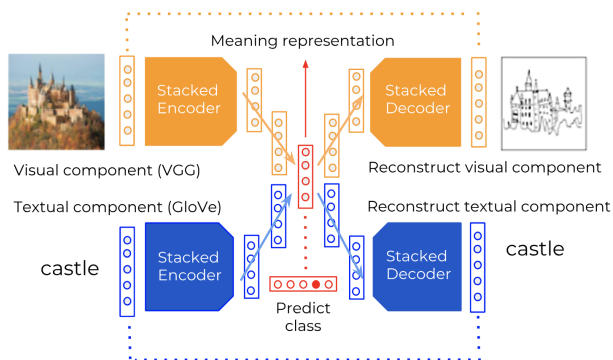 Meaning representation
Stacked
Encoder
Stacked
Decoder
Visual component (VGG)
Reconstruct visual component
Textual component (GloVe)
Reconstruct textual component
castle
Stacked
Encoder
Stacked
Decoder
castle
Predict
class